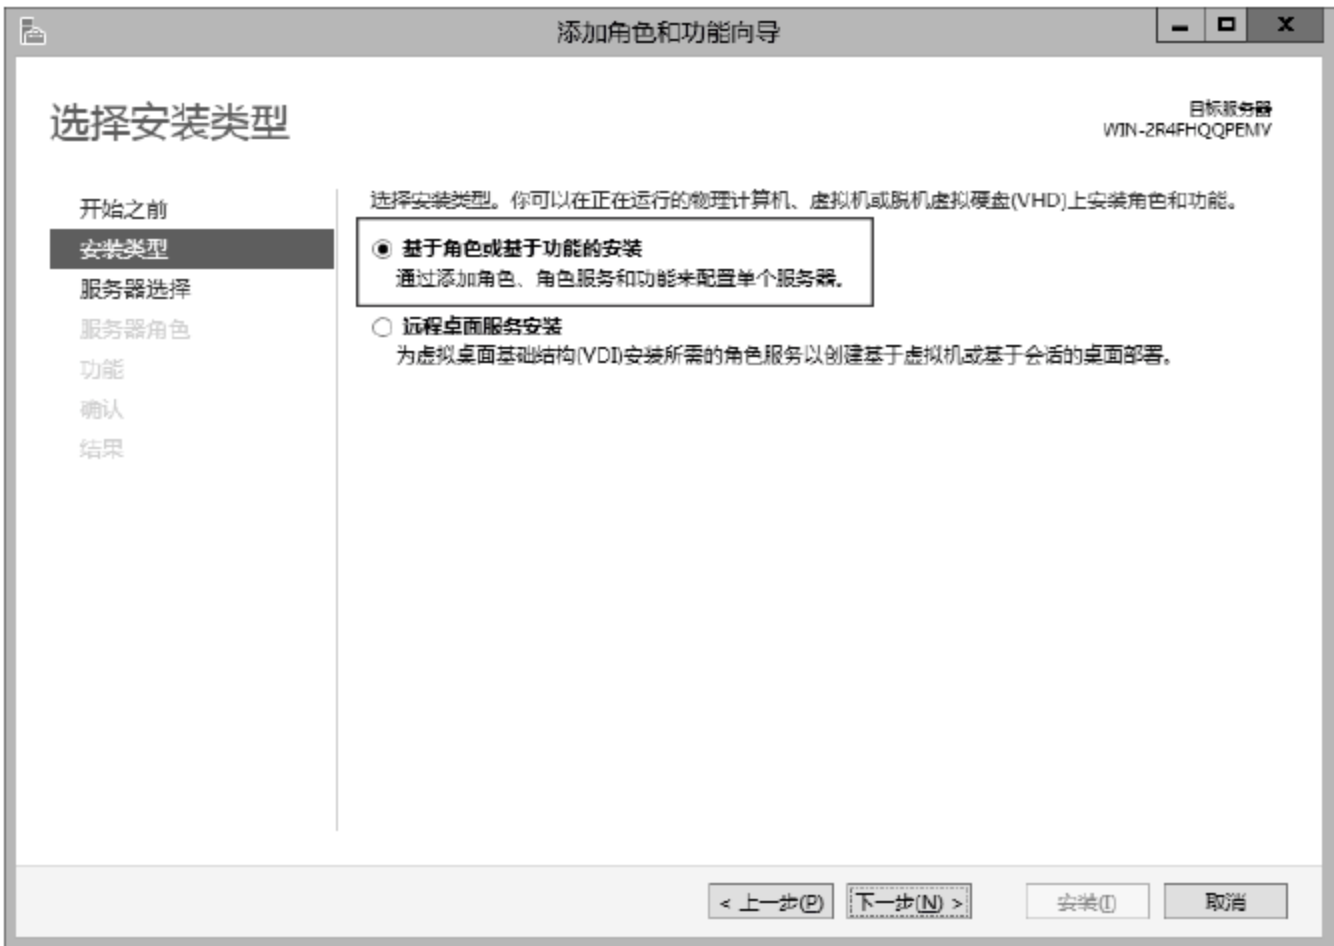 添加角色和功能向导
选择安装类型
目标服务器
WIN-2R4FHQQPEMV
开始之前
安装类型
服务器选择
服务器角色
功能
确认
结果
选择安装类型。你可以在正在运行的物理计算机、虚拟机或脱机虚拟硬盘(VHD)上安装角色和功能。
基于角色或基于功能的安装
通过添加角色、角色服务和功能来配置单个服务器。
远程桌面服务安装
为虚拟桌面基础结构(VDI)安装所需的角色服务以创建基于虚拟机或基于会话的桌面部署。
< 上一步(P)
下一步(N) >
安装(I)
取消